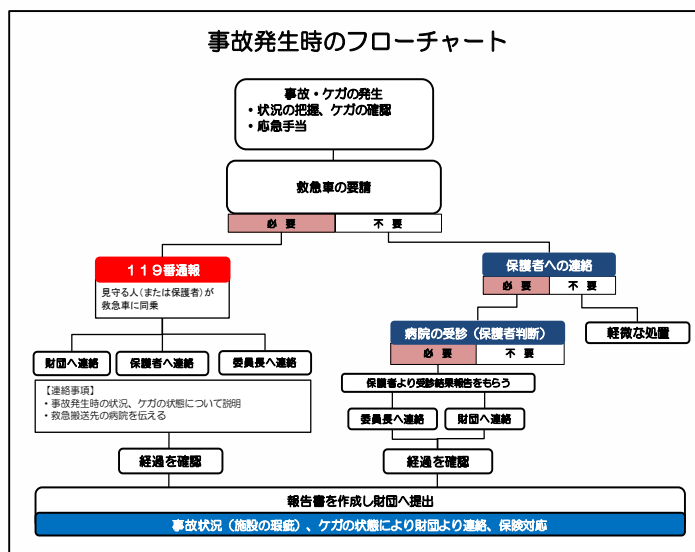 事故発生時のフローチャート
事故・ケガの発生
・状況の把握、ケガの確認
・応急手当
救急車の要請
必 要 不 要
119番通報
見守る人(または保護者)が
救急車に同乗
財団へ連絡 保護者へ連絡 委員長へ連絡
【連絡事項】
・事故発生時の状況、ケガの状態について説明
・救急搬送先の病院を伝える
経過を確認
保護者への連絡
必 要 不 要
軽微な処置
病院の受診(保護者判断)
必 要 不 要
保護者より受診結果報告をもらう
委員長へ連絡 財団へ連絡
経過を確認
報告書を作成し財団へ提出
事故状況(施設の瑕疵)、ケガの状態により財団より連絡、保険対応